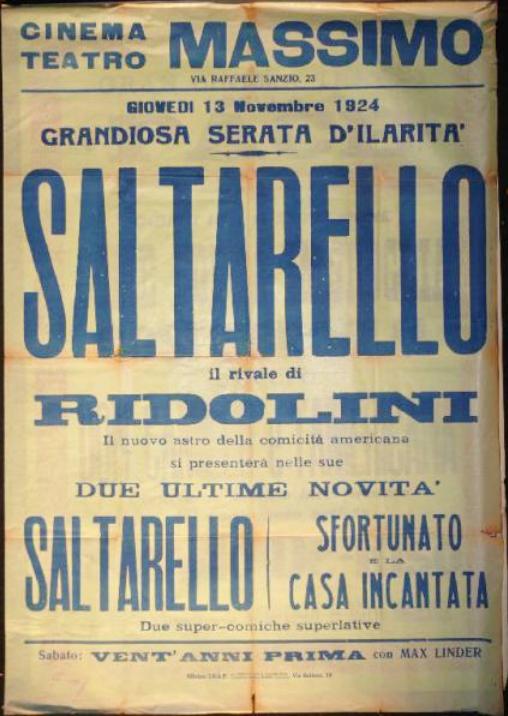 CINEMA TEATRO MASSIMO
VIA RAFFAELE SANZIO, 23
GIOVEDI 13 Novembre 1924
GRANDIOSA SERATA D'ILARITA'
SALTARELLO
il rivale di
RIDOLINI
Il nuovo astro della comicità americana
si presenterà nelle sue
DUE ULTIME NOVITA'
SALTARELLO
SFORTUNATO
E LA
CASA INCANTATA
Due super-comiche superlative
Sabato: VENT'ANNI PRIMA con MAX LINDER